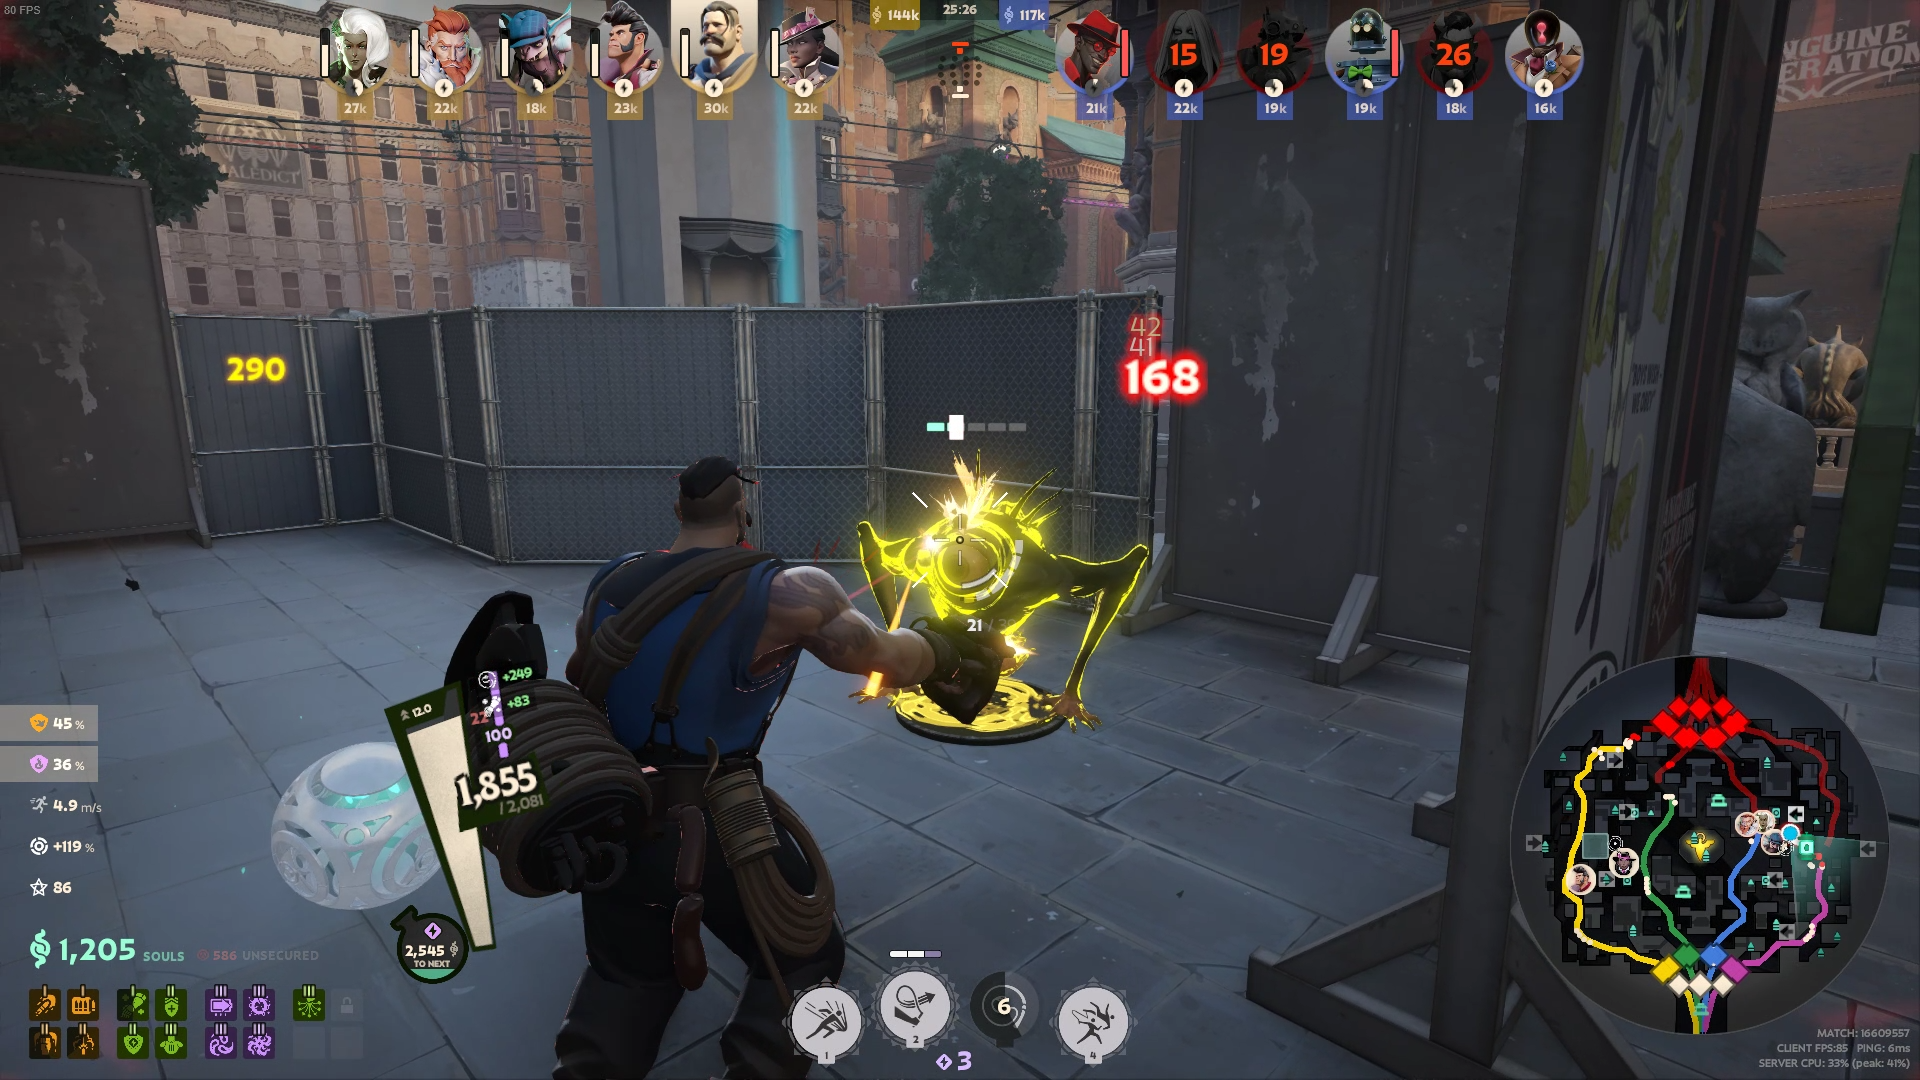 80 FPS
144k
25:26
117k
15
19
26
27k
22k
18k
23k
30k
22k
21k
22k
19k
19k
18k
16k
290
42
41
168
21
12.0
+249
+83
22
100
1,855
/ 2,081
45 %
36 %
4.9 m/s
+119 %
86
1,205 SOULS
586 UNSECURED
2,545
TO NEXT
1
2
6
4
3
MATCH: 16609557
CLIENT FPS:85 PING: 6ms
SERVER CPU: 33% (peak: 41%)